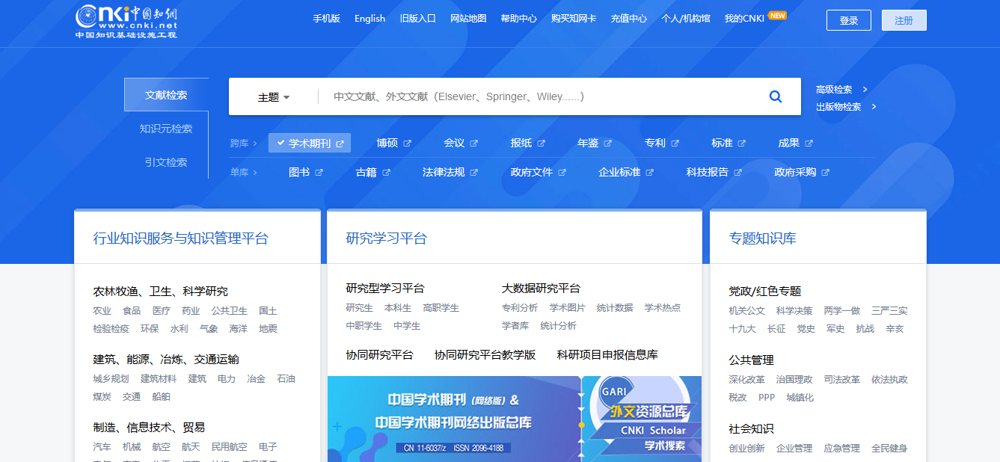 Cnki 中国知网
www.cnki.net
中国知识基础设施工程
手机版 English 旧版入口 网站地图 帮助中心 购买知网卡 充值中心 个人/机构馆 我的CNKI NEW
登录 注册
文献检索
知识元检索
引文检索
主题 中文文献、外文文献（Elsevier、Springer、Wiley......）
高级检索 >
出版物检索 >
跨库 > 学术期刊 博硕 会议 报纸 年鉴 专利 标准 成果
单库 > 图书 古籍 法律法规 政府文件 企业标准 科技报告 政府采购
行业知识服务与知识管理平台
农林牧渔、卫生、科学研究
农业 食品 医疗 药业 公共卫生 国土
检验检疫 环保 水利 气象 海洋 地震
建筑、能源、冶炼、交通运输
城乡规划 建筑材料 建筑 电力 冶金 石油
煤炭 交通 船舶
制造、信息技术、贸易
汽车 机械 航空 航天 民用航空 电子
研究学习平台
研究型学习平台
研究生 本科生 高职学生
中职学生 中学生
大数据研究平台
专利分析 学术图片 统计数据 学术热点
学者库 统计分析
协同研究平台 协同研究平台教学版 科研项目申报信息库
中国学术期刊 (网络版) &
中国学术期刊网络出版总库
CN 11-6037/z ISSN 2096-4188
GARI
外文资源总库
CNKI Scholar
学术搜索
专题知识库
党政/红色专题
机关公文 科学决策 两学一做 三严三实
十九大 长征 党史 军史 抗战 辛亥
公共管理
深化改革 治国理政 司法改革 依法执政
税改 PPP 城镇化
社会知识
创业创新 企业管理 应急管理 全民健身